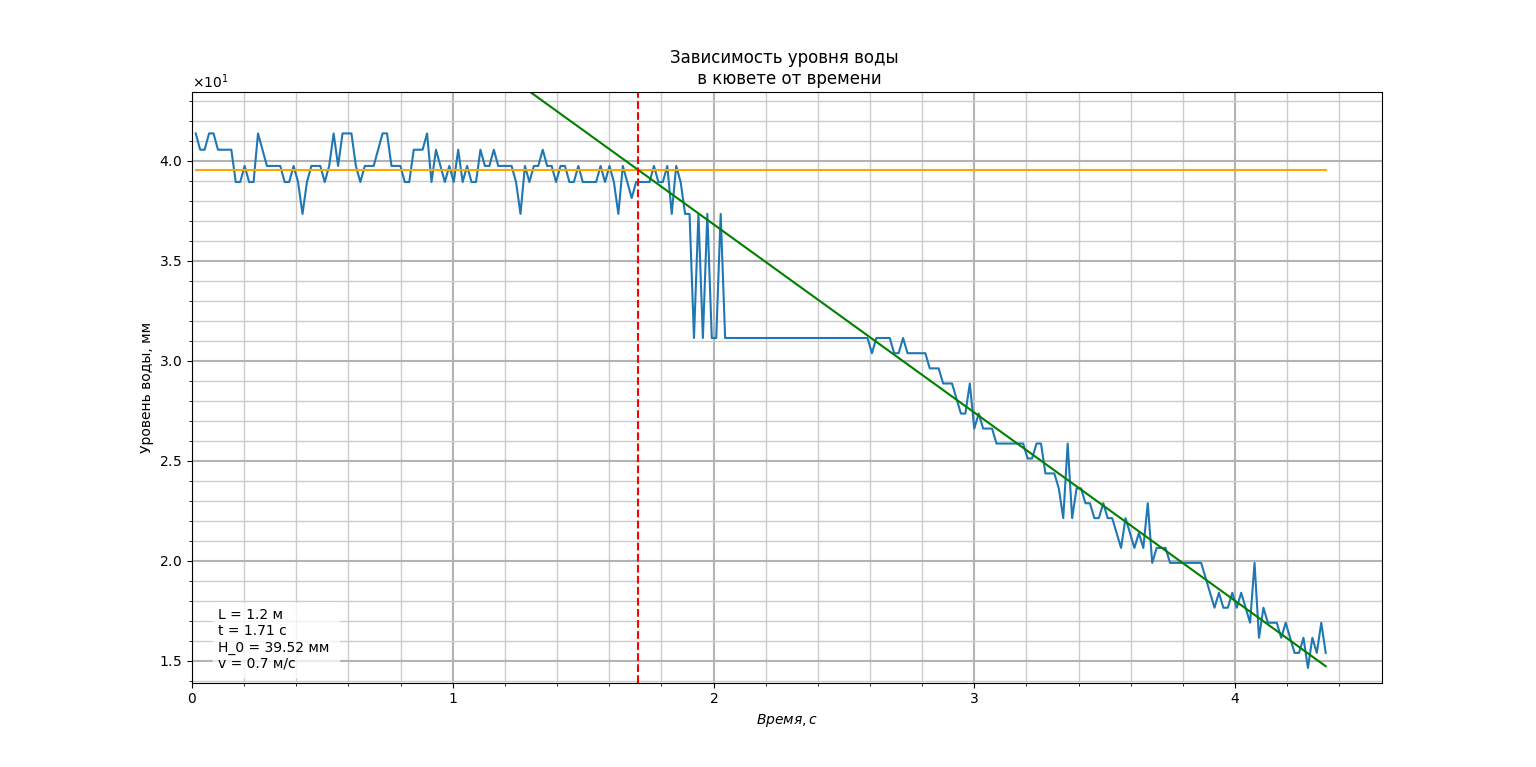 Зависимость уровня воды
в кювете от времени
×10¹
4.0
3.5
3.0
2.5
2.0
1.5
Уровень воды, мм
L = 1.2 м
t = 1.71 с
H_0 = 39.52 мм
v = 0.7 м/с
0 1 2 3 4
Время, с